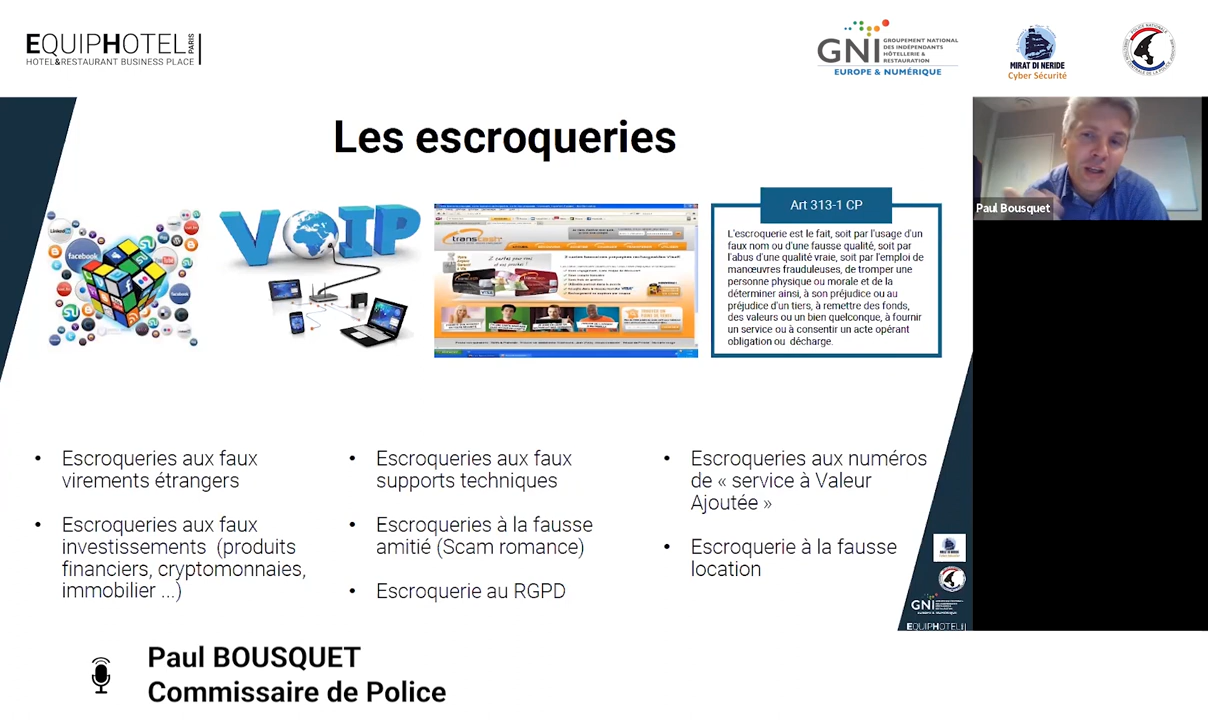 EQUIPHOTEL PARIS
HOTEL&RESTAURANT BUSINESS PLACE
GNI
GROUPEMENT NATIONAL
DES INDÉPENDANTS
HÔTELLERIE &
RESTAURATION
EUROPE & NUMÉRIQUE
MIRAT DI NERIDE
Cyber Sécurité
Les escroqueries
LinkedIn
facebook
VOIP
transcash
Art 313-1 CP
L'escroquerie est le fait, soit par l'usage d'un
faux nom ou d'une fausse qualité, soit par
l'abus d'une qualité vraie, soit par l'emploi de
manœuvres frauduleuses, de tromper une
personne physique ou morale et de la
déterminer ainsi, à son préjudice ou au
préjudice d'un tiers, à remettre des fonds,
des valeurs ou un bien quelconque, à fournir
un service ou à consentir un acte opérant
obligation ou décharge.
Paul Bousquet
• Escroqueries aux faux
virements étrangers
• Escroqueries aux faux
investissements (produits
financiers, cryptomonnaies,
immobilier ...)
• Escroqueries aux faux
supports techniques
• Escroqueries à la fausse
amitié (Scam romance)
• Escroquerie au RGPD
• Escroqueries aux numéros
de « service à Valeur
Ajoutée »
• Escroquerie à la fausse
location
GNI
EQUIPHOTEL
Paul BOUSQUET
Commissaire de Police